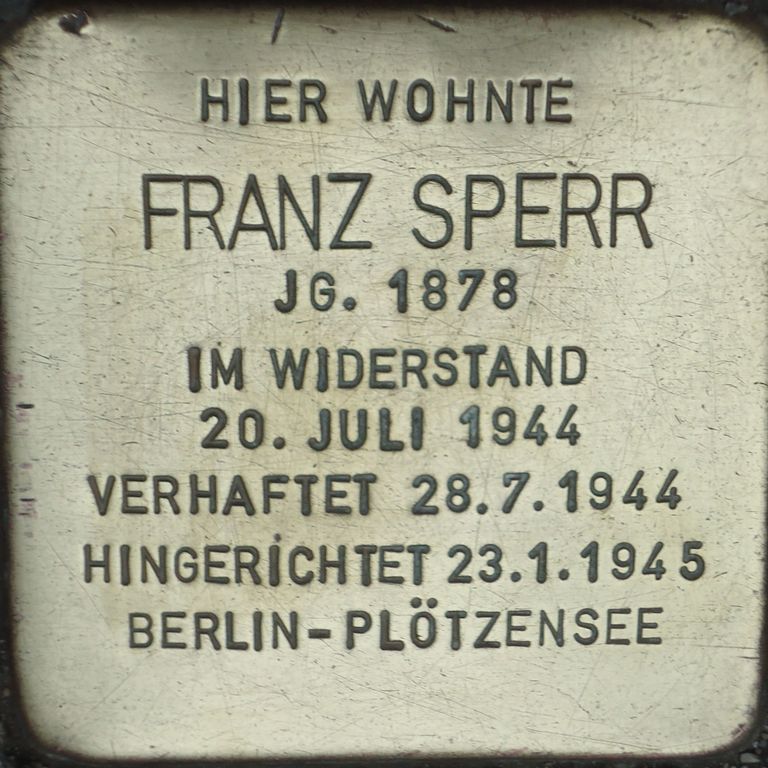 HIER WOHNTE
FRANZ SPERR
JG. 1878
IM WIDERSTAND
20. JULI 1944
VERHAFTET 28.7.1944
HINGERICHTET 23.1.1945
BERLIN-PLÖTZENSEE